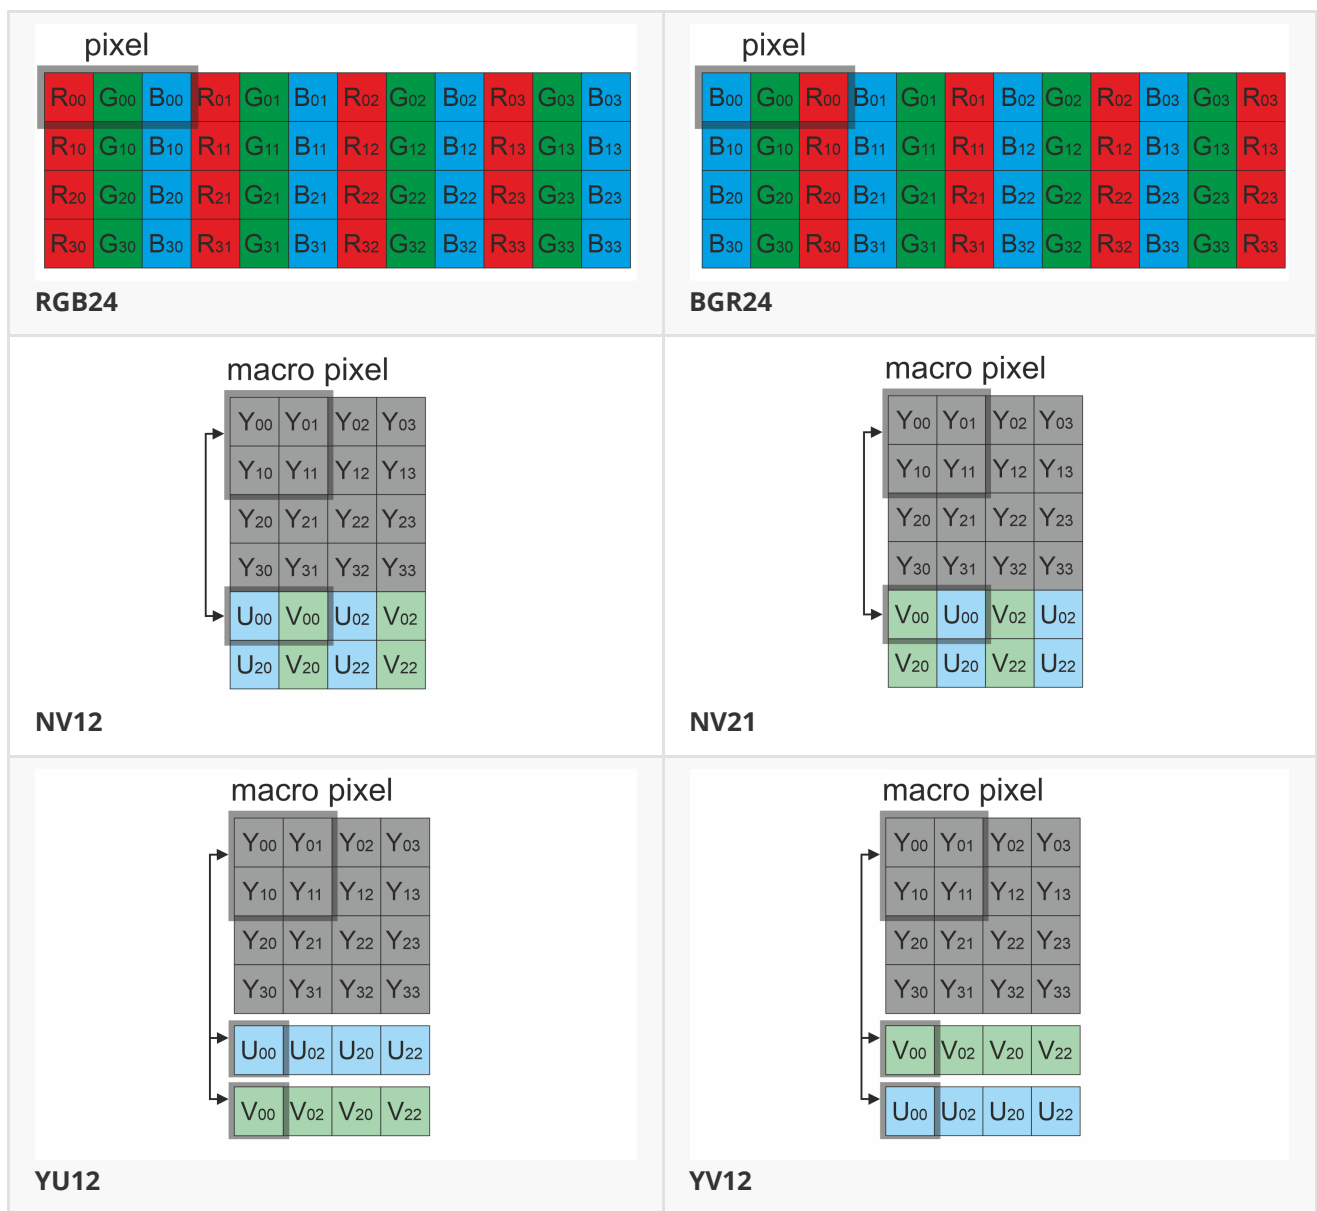 pixel
R00 G00 B00 R01 G01 B01 R02 G02 B02 R03 G03 B03
R10 G10 B10 R11 G11 B11 R12 G12 B12 R13 G13 B13
R20 G20 B20 R21 G21 B21 R22 G22 B22 R23 G23 B23
R30 G30 B30 R31 G31 B31 R32 G32 B32 R33 G33 B33
RGB24
pixel
B00 G00 R00 B01 G01 R01 B02 G02 R02 B03 G03 R03
B10 G10 R10 B11 G11 R11 B12 G12 R12 B13 G13 R13
B20 G20 R20 B21 G21 R21 B22 G22 R22 B23 G23 R23
B30 G30 R30 B31 G31 R31 B32 G32 R32 B33 G33 R33
BGR24
macro pixel
Y00 Y01 Y02 Y03
Y10 Y11 Y12 Y13
Y20 Y21 Y22 Y23
Y30 Y31 Y32 Y33
U00 V00 U02 V02
U20 V20 U22 V22
NV12
macro pixel
Y00 Y01 Y02 Y03
Y10 Y11 Y12 Y13
Y20 Y21 Y22 Y23
Y30 Y31 Y32 Y33
V00 U00 V02 U02
V20 U20 V22 U22
NV21
macro pixel
Y00 Y01 Y02 Y03
Y10 Y11 Y12 Y13
Y20 Y21 Y22 Y23
Y30 Y31 Y32 Y33
U00 U02 U20 U22
V00 V02 V20 V22
YU12
macro pixel
Y00 Y01 Y02 Y03
Y10 Y11 Y12 Y13
Y20 Y21 Y22 Y23
Y30 Y31 Y32 Y33
V00 V02 V20 V22
U00 U02 U20 U22
YV12